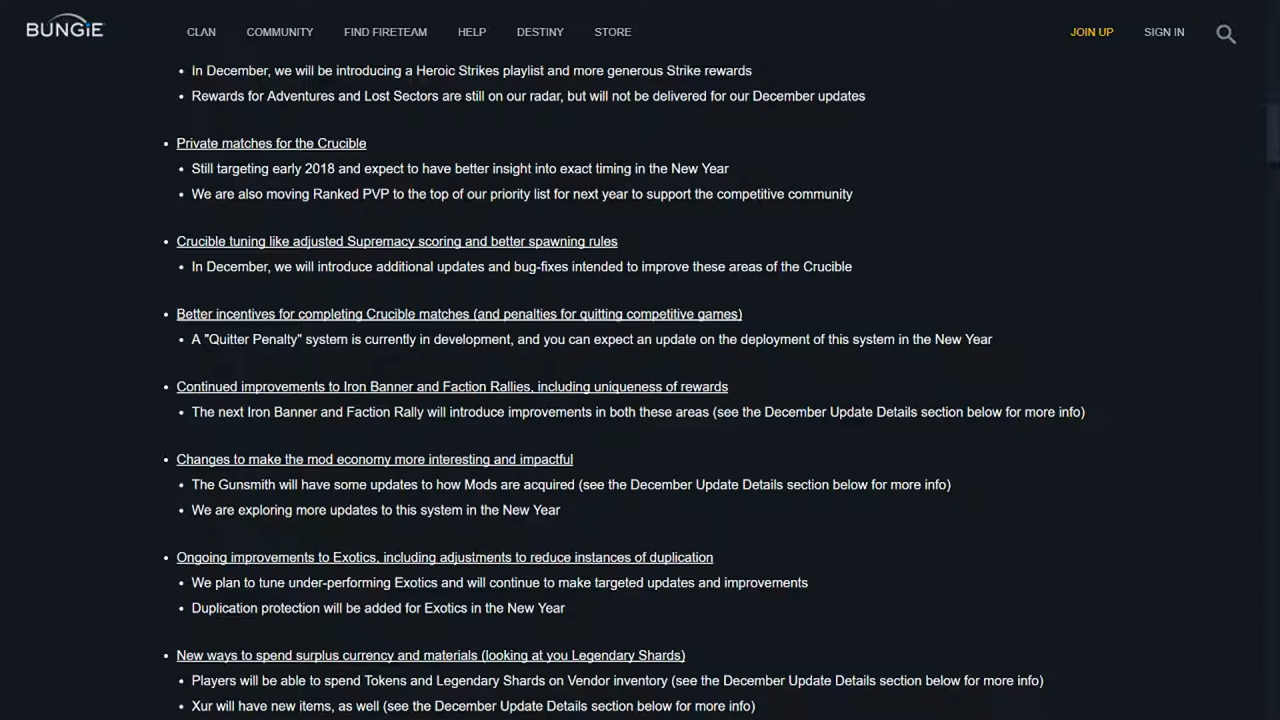 BUNGiE
CLAN COMMUNITY FIND FIRETEAM HELP DESTINY STORE JOIN UP SIGN IN
• In December, we will be introducing a Heroic Strikes playlist and more generous Strike rewards
• Rewards for Adventures and Lost Sectors are still on our radar, but will not be delivered for our December updates
• Private matches for the Crucible
• Still targeting early 2018 and expect to have better insight into exact timing in the New Year
• We are also moving Ranked PVP to the top of our priority list for next year to support the competitive community
• Crucible tuning like adjusted Supremacy scoring and better spawning rules
• In December, we will introduce additional updates and bug-fixes intended to improve these areas of the Crucible
• Better incentives for completing Crucible matches (and penalties for quitting competitive games)
• A "Quitter Penalty" system is currently in development, and you can expect an update on the deployment of this system in the New Year
• Continued improvements to Iron Banner and Faction Rallies, including uniqueness of rewards
• The next Iron Banner and Faction Rally will introduce improvements in both these areas (see the December Update Details section below for more info)
• Changes to make the mod economy more interesting and impactful
• The Gunsmith will have some updates to how Mods are acquired (see the December Update Details section below for more info)
• We are exploring more updates to this system in the New Year
• Ongoing improvements to Exotics, including adjustments to reduce instances of duplication
• We plan to tune under-performing Exotics and will continue to make targeted updates and improvements
• Duplication protection will be added for Exotics in the New Year
• New ways to spend surplus currency and materials (looking at you Legendary Shards)
• Players will be able to spend Tokens and Legendary Shards on Vendor inventory (see the December Update Details section below for more info)
• Xur will have new items, as well (see the December Update Details section below for more info)